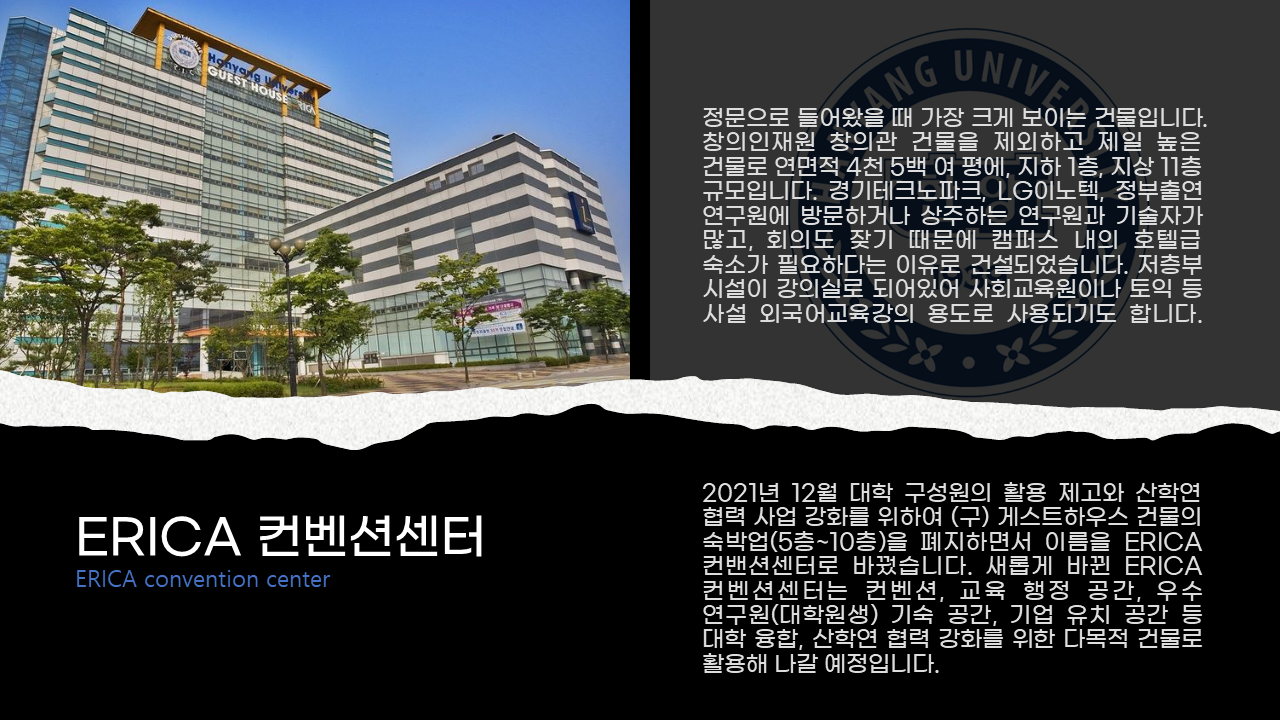 Hanyang University
GUEST HOUSE
ERICA
정문으로 들어왔을 때 가장 크게 보이는 건물입니다.
창의인재원 창의관 건물을 제외하고 제일 높은
건물로 연면적 4천 5백 여 평에, 지하 1층, 지상 11층
규모입니다. 경기테크노파크, LG이노텍, 정부출연
연구원에 방문하거나 상주하는 연구원과 기술자가
많고, 회의도 잦기 때문에 캠퍼스 내의 호텔급
숙소가 필요하다는 이유로 건설되었습니다. 저층부
시설이 강의실로 되어있어 사회교육원이나 토익 등
사설 외국어교육강의 용도로 사용되기도 합니다.
ERICA 컨벤션센터
ERICA convention center
2021년 12월 대학 구성원의 활용 제고와 산학연
협력 사업 강화를 위하여 (구) 게스트하우스 건물의
숙박업(5층~10층)을 폐지하면서 이름을 ERICA
컨밴션센터로 바꿨습니다. 새롭게 바뀐 ERICA
컨벤션센터는 컨벤션, 교육 행정 공간, 우수
연구원(대학원생) 기숙 공간, 기업 유치 공간 등
대학 융합, 산학연 협력 강화를 위한 다목적 건물로
활용해 나갈 예정입니다.